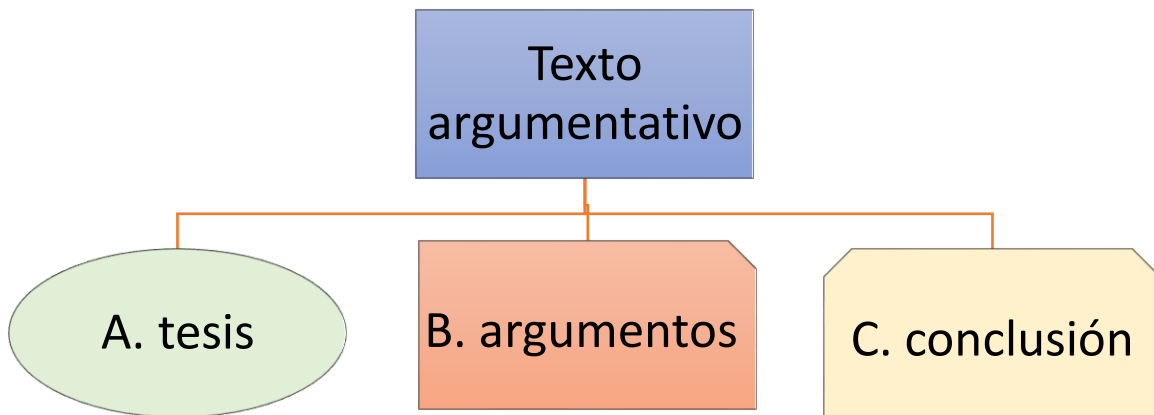 Texto
argumentativo
A. tesis
B. argumentos
C. conclusión